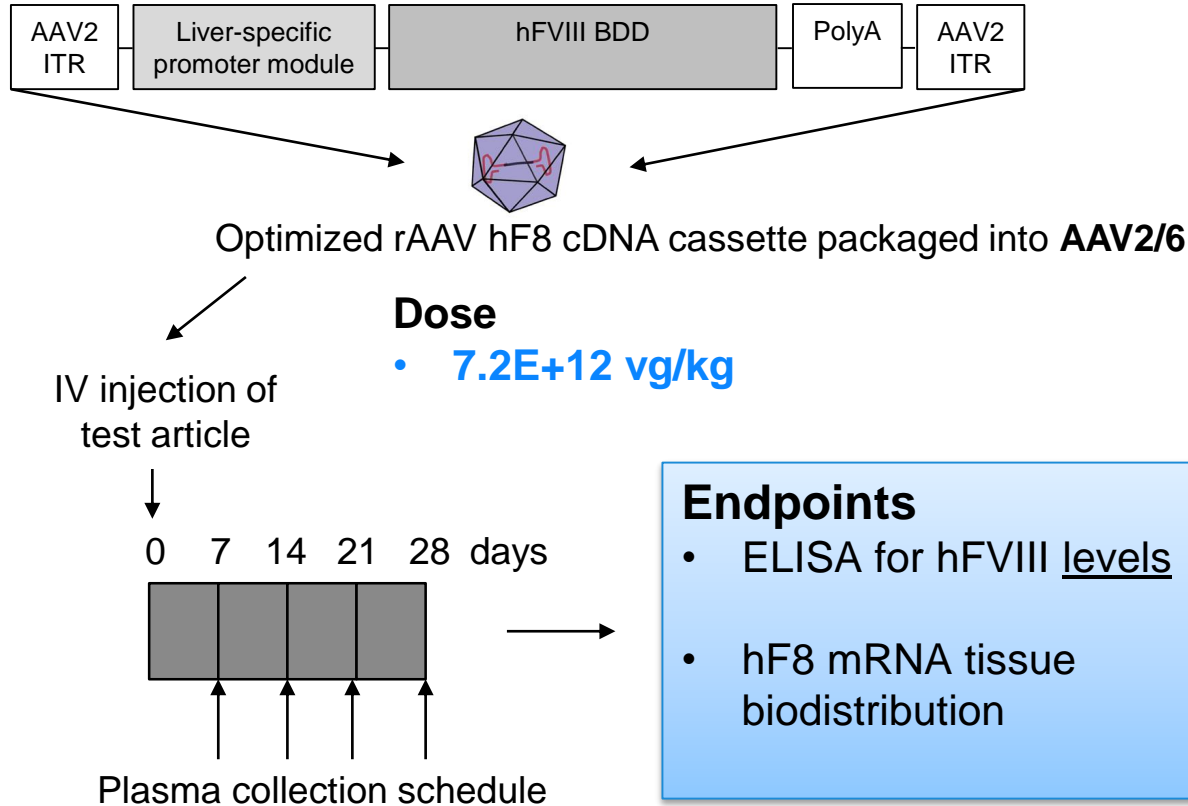 AAV2
ITR
Liver-specific
promoter module
hFVIII BDD
PolyA
AAV2
ITR
Optimized rAAV hF8 cDNA cassette packaged into AAV2/6
Dose
• 7.2E+12 vg/kg
IV injection of
test article
0 7 14 21 28 days
Plasma collection schedule
Endpoints
• ELISA for hFVIII levels
• hF8 mRNA tissue
biodistribution